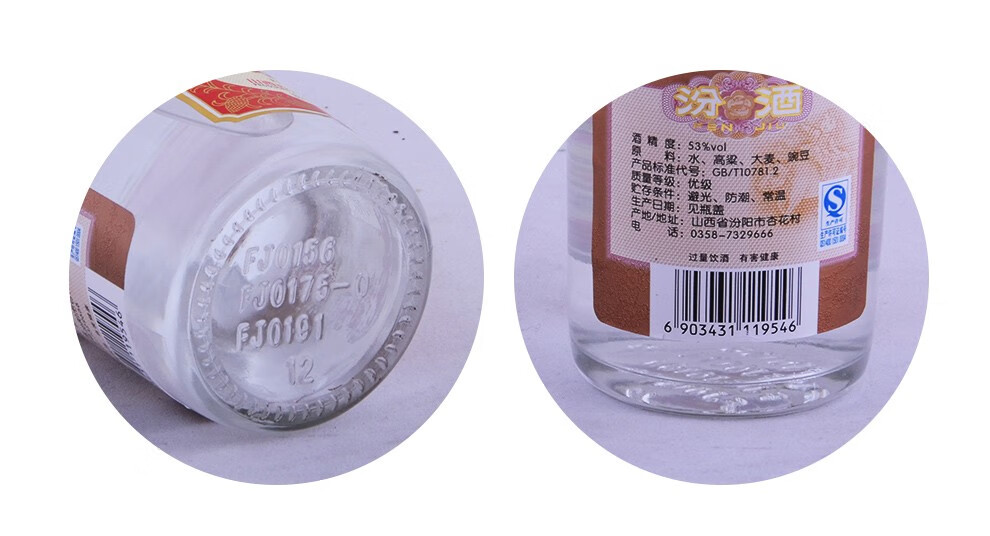 FJ0156
FJ0176-0
FJ0191
12
汾酒
FEN JIU
酒精度：53%vol
原料：水、高粱、大麦、豌豆
产品标准代号：GB/T10781.2
质量等级：优级
贮存条件：避光、防潮、常温
生产日期：见瓶盖
产地/地址：山西省汾阳市杏花村
电话：0358-7329666
过量饮酒 有害健康
6 903431 119546